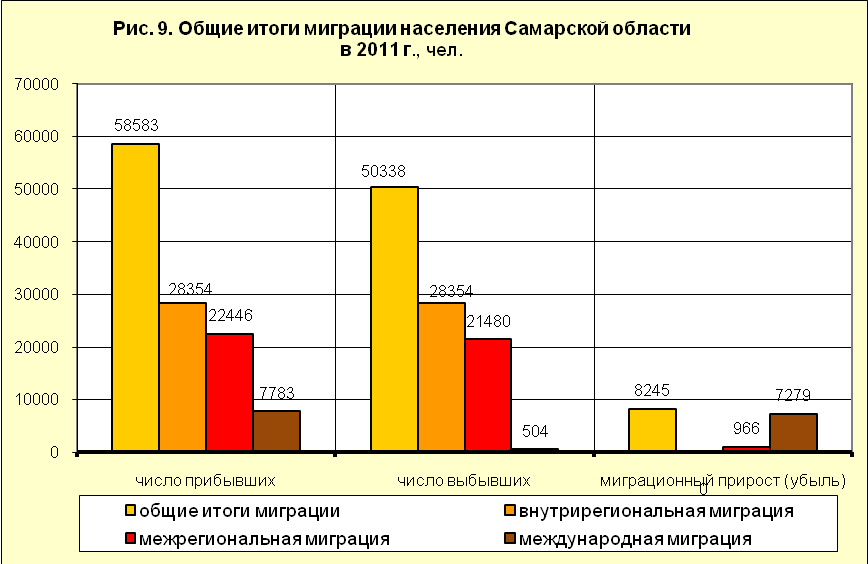 Рис. 9. Общие итоги миграции населения Самарской области
в 2011 г., чел.
70000
60000
50000
40000
30000
20000
10000
0
58583
28354
22446
7783
50338
28354
21480
504
8245
0
966
7279
число прибывших
число выбывших
миграционный прирост (убыль)
общие итоги миграции
внутрирегиональная миграция
межрегиональная миграция
международная миграция